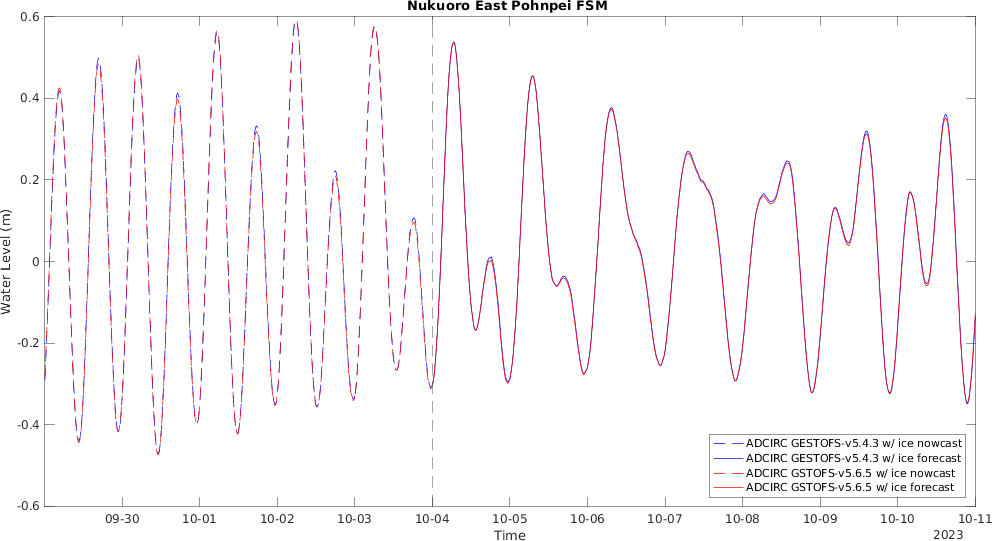 Nukuoro East Pohnpei FSM
Water Level (m)
0.6
0.4
0.2
0
-0.2
-0.4
-0.6
ADCIRC GESTOFS-v5.4.3 w/ ice nowcast
ADCIRC GESTOFS-v5.4.3 w/ ice forecast
ADCIRC GSTOFS-v5.6.5 w/ ice nowcast
ADCIRC GSTOFS-v5.6.5 w/ ice forecast
09-30 10-01 10-02 10-03 10-04 10-05 10-06 10-07 10-08 10-09 10-10 10-11
Time
2023